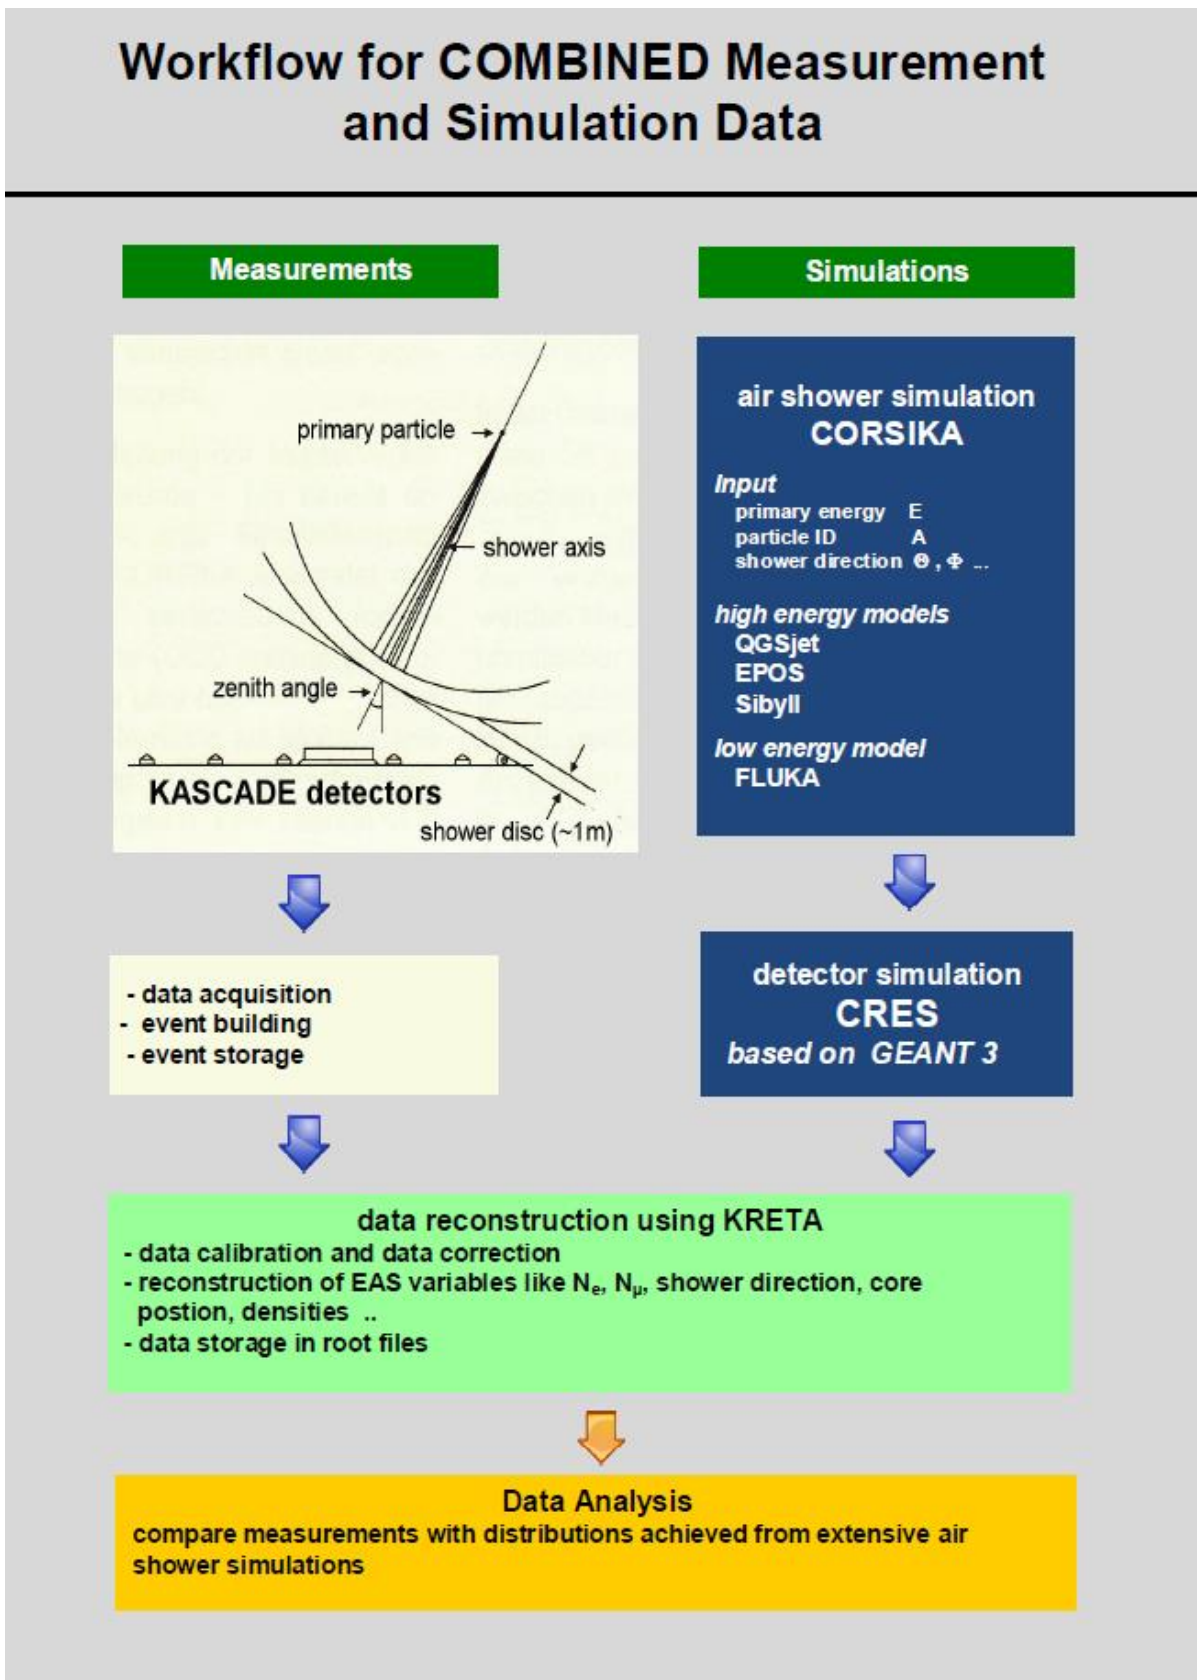 Workflow for COMBINED Measurement
and Simulation Data
Measurements
primary particle
shower axis
zenith angle
KASCADE detectors
shower disc (~1m)
Simulations
air shower simulation
CORSIKA
Input
primary energy E
particle ID A
shower direction Θ , Φ ...
high energy models
QGSjet
EPOS
Sibyll
low energy model
FLUKA
- data acquisition
- event building
- event storage
detector simulation
CRES
based on GEANT 3
data reconstruction using KRETA
- data calibration and data correction
- reconstruction of EAS variables like Nₑ, N_µ, shower direction, core
postion, densities ..
- data storage in root files
Data Analysis
compare measurements with distributions achieved from extensive air
shower simulations